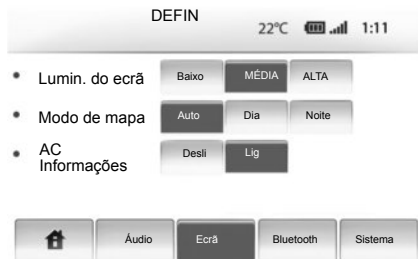 DEFIN
22°C 1:11
Lumin. do ecrã Baixo MÉDIA ALTA
Modo de mapa Auto Dia Noite
AC
Informações Desli Lig
Áudio Ecrã Bluetooth Sistema